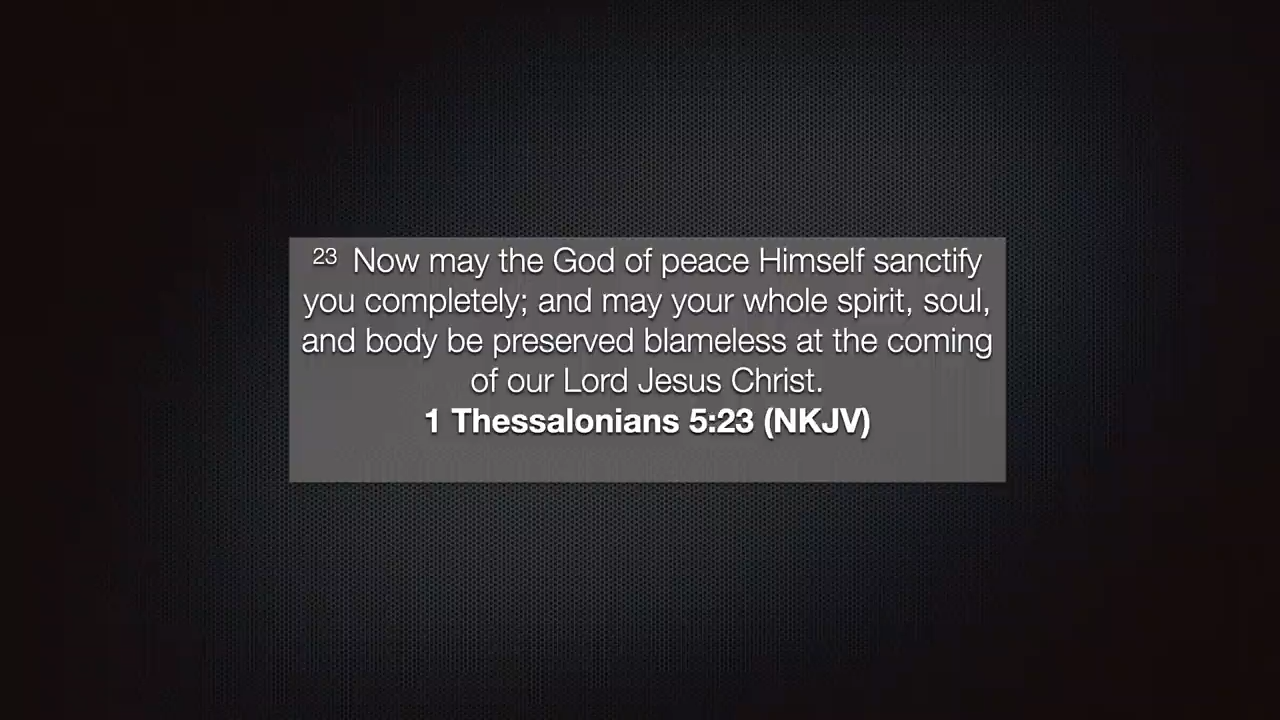 23 Now may the God of peace Himself sanctify
you completely; and may your whole spirit, soul,
and body be preserved blameless at the coming
of our Lord Jesus Christ.
1 Thessalonians 5:23 (NKJV)